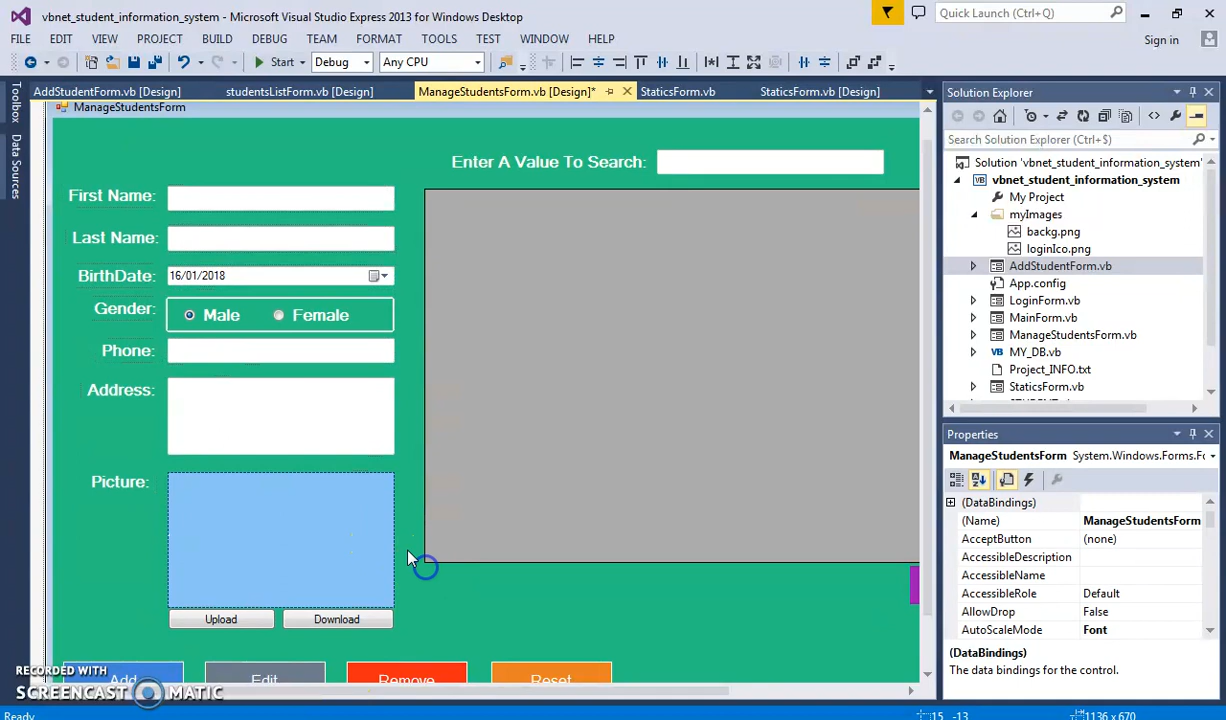 vbnet_student_information_system - Microsoft Visual Studio Express 2013 for Windows Desktop
Quick Launch (Ctrl+Q)
FILE EDIT VIEW PROJECT BUILD DEBUG TEAM FORMAT TOOLS TEST WINDOW HELP
Sign in
Start Debug Any CPU
Toolbox
Data Sources
AddStudentForm.vb [Design] studentsListForm.vb [Design] ManageStudentsForm.vb [Design]* StaticsForm.vb StaticsForm.vb [Design]
ManageStudentsForm
Enter A Value To Search:
First Name:
Last Name:
BirthDate: 16/01/2018
Gender: Male Female
Phone:
Address:
Picture:
Upload Download
Add Edit Remove Reset
Solution Explorer
Search Solution Explorer (Ctrl+$)
Solution 'vbnet_student_information_system'
vbnet_student_information_system
My Project
myImages
backg.png
loginIco.png
AddStudentForm.vb
App.config
LoginForm.vb
MainForm.vb
ManageStudentsForm.vb
MY_DB.vb
Project_INFO.txt
StaticsForm.vb
Properties
ManageStudentsForm System.Windows.Forms.Fo
(DataBindings)
(Name) ManageStudentsForm
AcceptButton (none)
AccessibleDescription
AccessibleName
AccessibleRole Default
AllowDrop False
AutoScaleMode Font
(DataBindings)
The data bindings for the control.
RECORDED WITH
SCREENCAST MATIC
Ready
15 , -13
1136 x 670